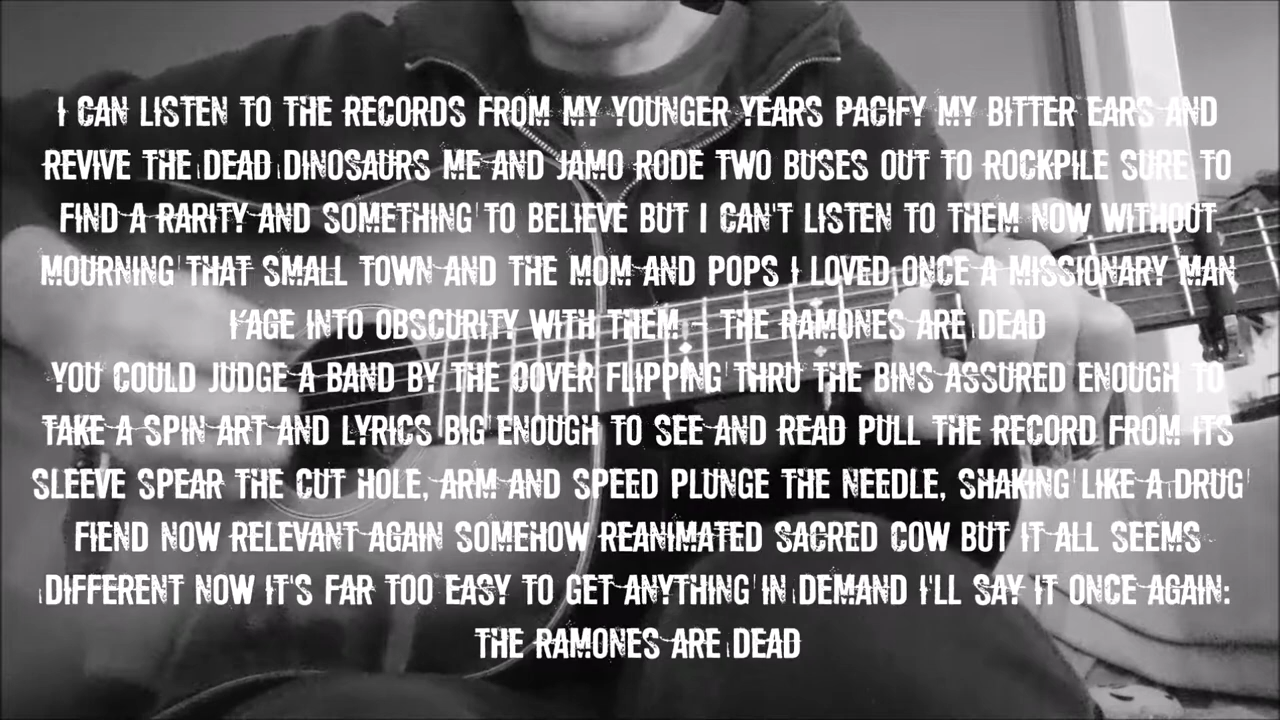 I CAN LISTEN TO THE RECORDS FROM MY YOUNGER YEARS PACIFY MY BITTER EARS AND
REVIVE THE DEAD DINOSAURS ME AND JAMO RODE TWO BUSES OUT TO ROCKPILE SURE TO
FIND A RARITY AND SOMETHING TO BELIEVE BUT I CAN'T LISTEN TO THEM NOW WITHOUT
MOURNING THAT SMALL TOWN AND THE MOM AND POPS I LOVED ONCE A MISSIONARY MAN
I AGE INTO OBSCURITY WITH THEM - THE RAMONES ARE DEAD
YOU COULD JUDGE A BAND BY THE COVER FLIPPING THRU THE BINS ASSURED ENOUGH TO
TAKE A SPIN ART AND LYRICS BIG ENOUGH TO SEE AND READ PULL THE RECORD FROM ITS
SLEEVE SPEAR THE CUT HOLE, ARM AND SPEED PLUNGE THE NEEDLE, SHAKING LIKE A DRUG
FIEND NOW RELEVANT AGAIN SOMEHOW REANIMATED SACRED COW BUT IT ALL SEEMS
DIFFERENT NOW IT'S FAR TOO EASY TO GET ANYTHING IN DEMAND I'LL SAY IT ONCE AGAIN:
THE RAMONES ARE DEAD